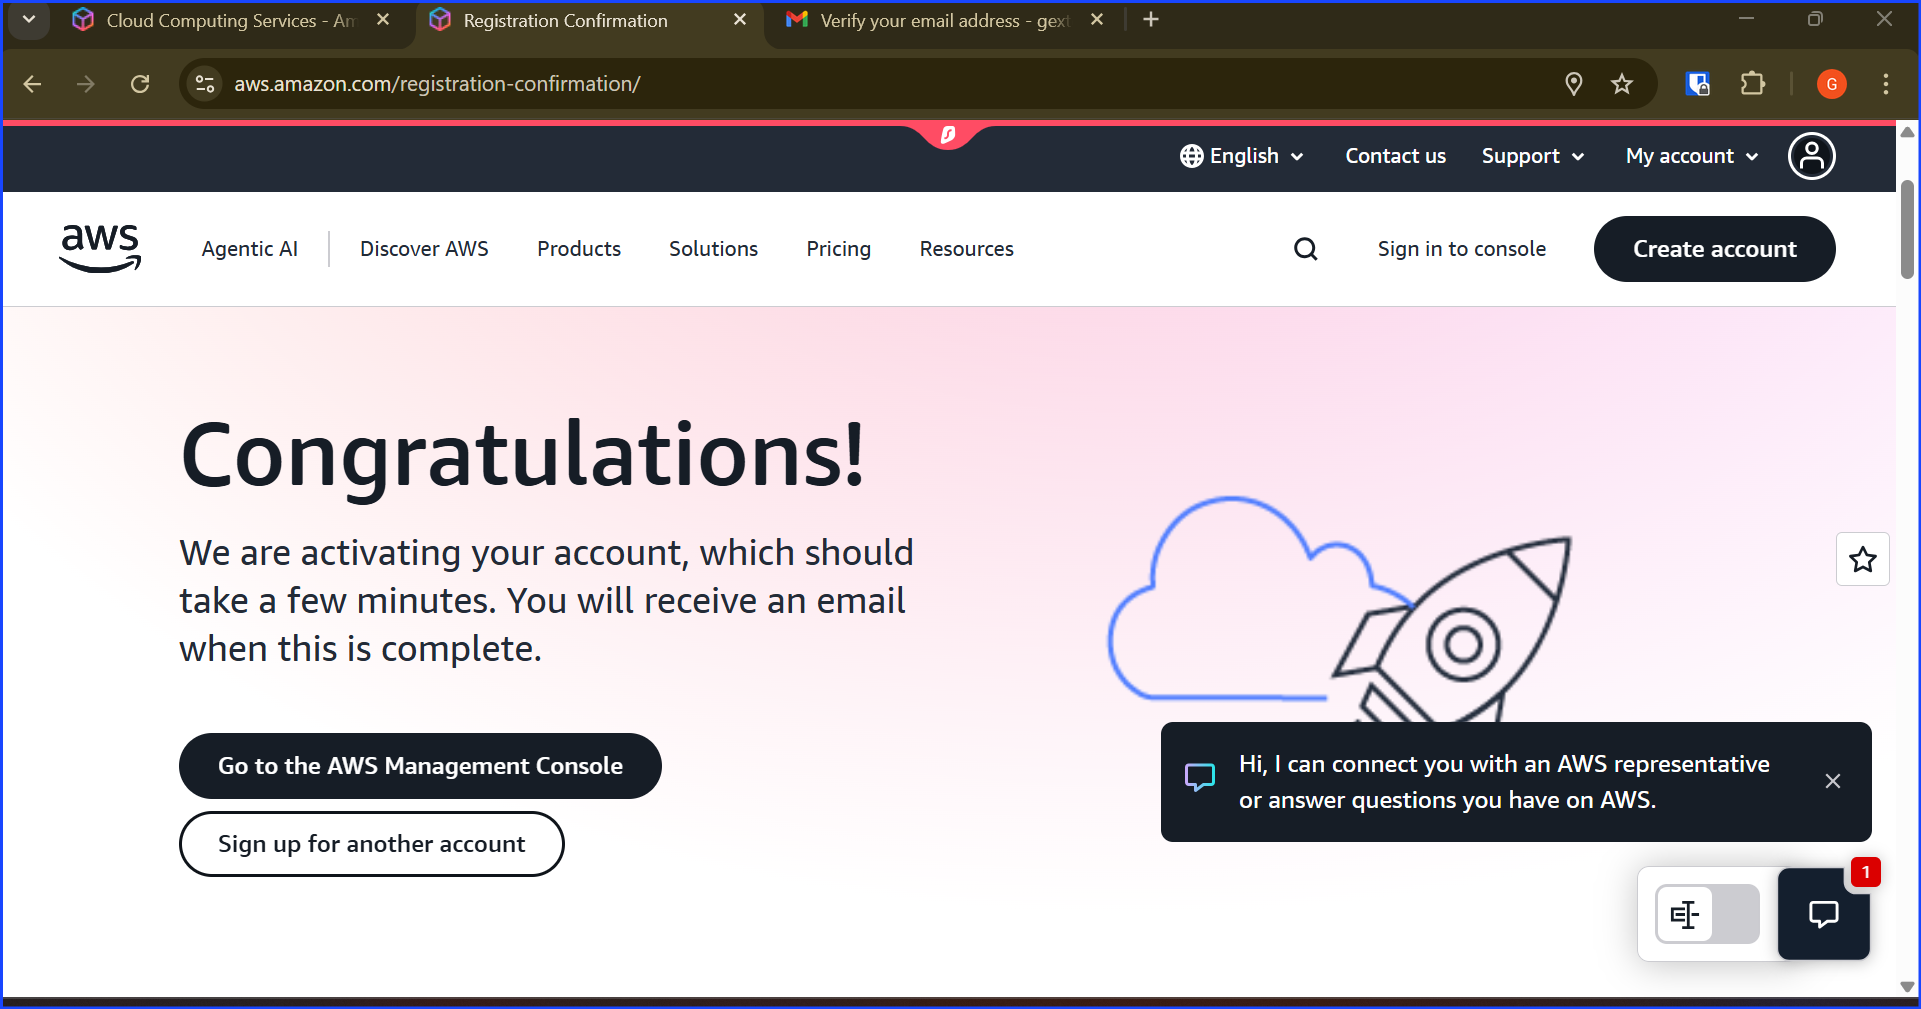 Cloud Computing Services - Am
Registration Confirmation
Verify your email address - gext
aws.amazon.com/registration-confirmation/
G
English
Contact us
Support
My account
aws
Agentic AI
Discover AWS
Products
Solutions
Pricing
Resources
Sign in to console
Create account
Congratulations!
We are activating your account, which should
take a few minutes. You will receive an email
when this is complete.
Go to the AWS Management Console
Sign up for another account
Hi, I can connect you with an AWS representative
or answer questions you have on AWS.
1